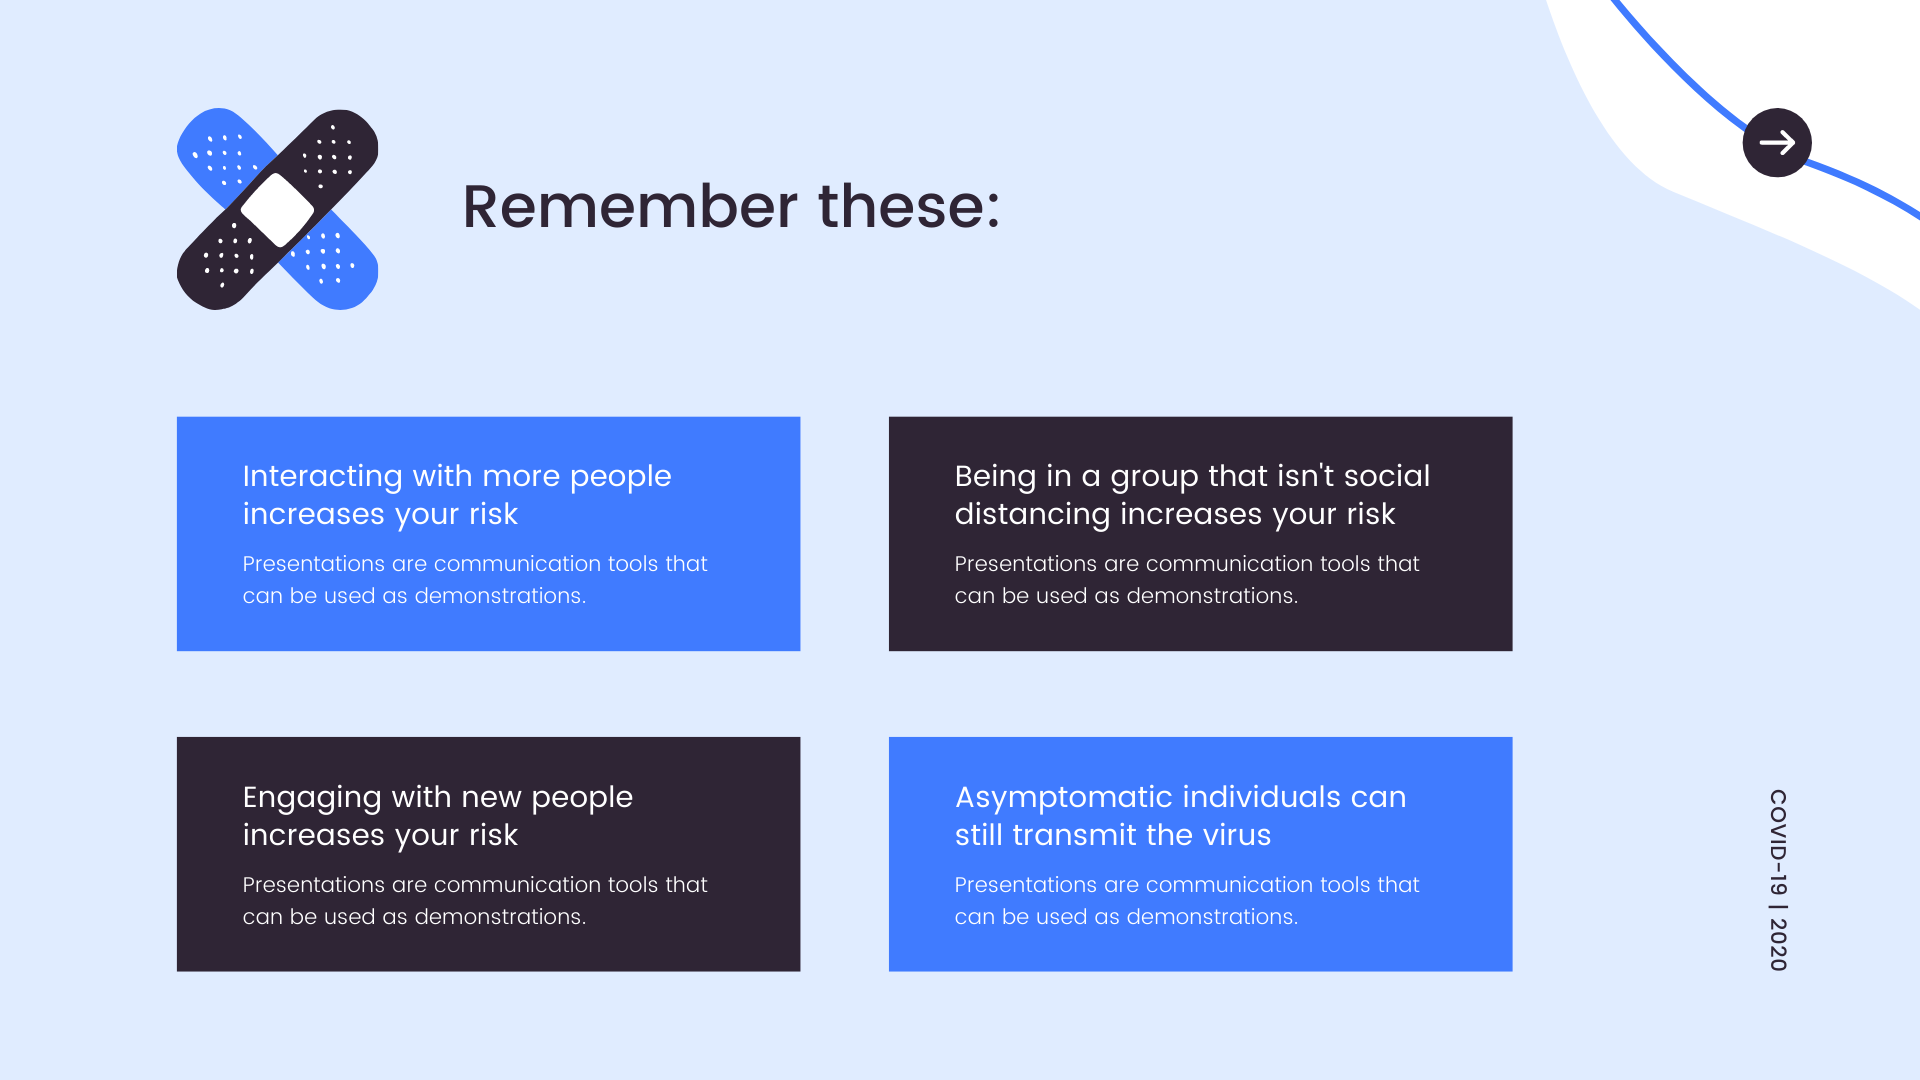 Remember these:
Interacting with more people
increases your risk
Presentations are communication tools that
can be used as demonstrations.
Being in a group that isn't social
distancing increases your risk
Presentations are communication tools that
can be used as demonstrations.
Engaging with new people
increases your risk
Presentations are communication tools that
can be used as demonstrations.
Asymptomatic individuals can
still transmit the virus
Presentations are communication tools that
can be used as demonstrations.
COVID-19 | 2020